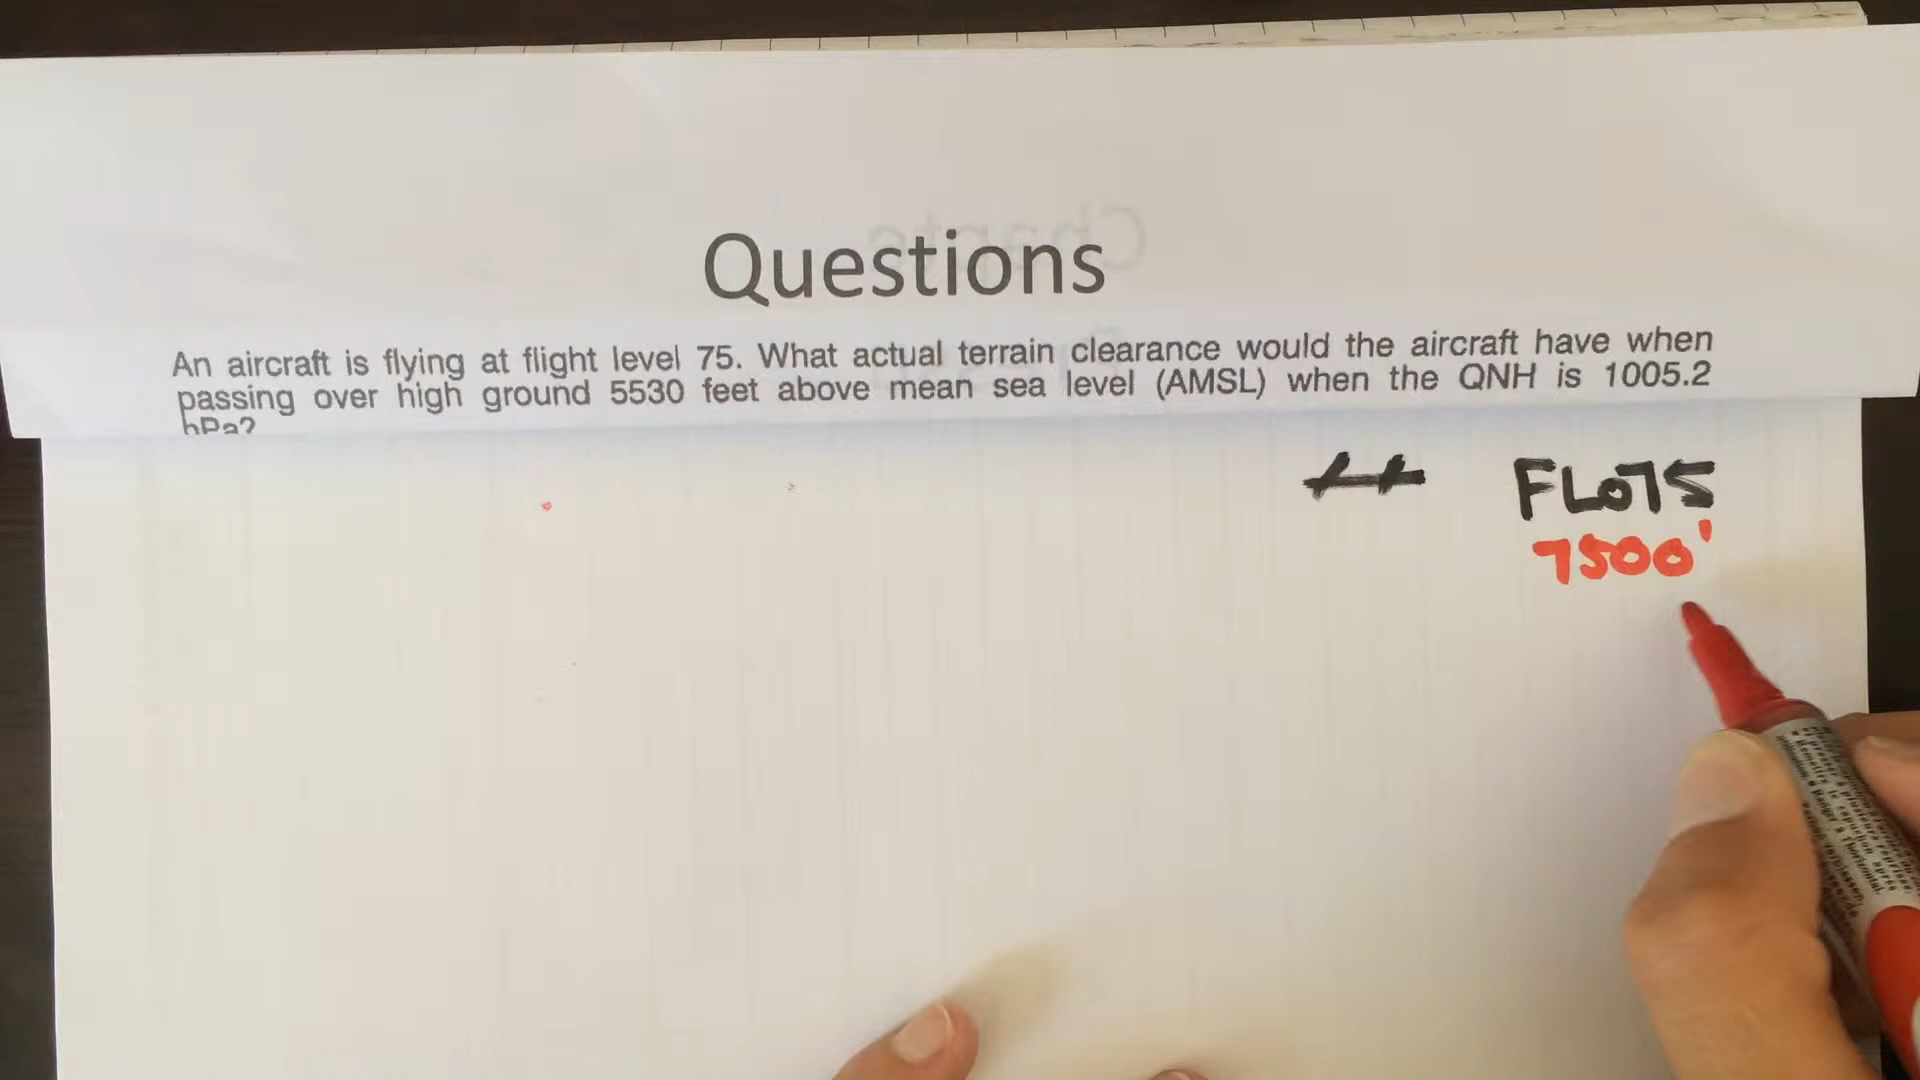 Questions
An aircraft is flying at flight level 75. What actual terrain clearance would the aircraft have when
passing over high ground 5530 feet above mean sea level (AMSL) when the QNH is 1005.2
hPa?
FL075
7500'